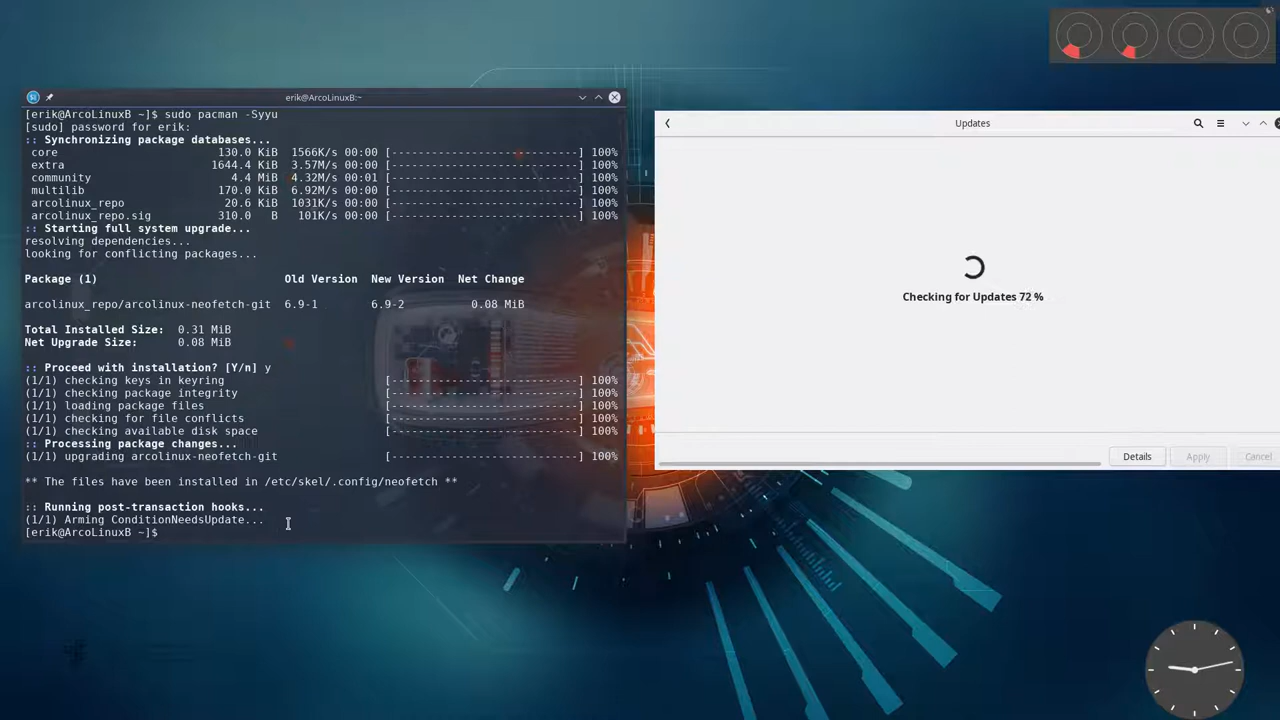 erik@ArcoLinuxB:~
[erik@ArcoLinuxB ~]$ sudo pacman -Syyu
[sudo] password for erik:
:: Synchronizing package databases...
core 130.0 KiB 1566K/s 00:00 [----------------------------] 100%
extra 1644.4 KiB 3.57M/s 00:00 [----------------------------] 100%
community 4.4 MiB 4.32M/s 00:01 [----------------------------] 100%
multilib 170.0 KiB 6.92M/s 00:00 [----------------------------] 100%
arcolinux_repo 20.6 KiB 1031K/s 00:00 [----------------------------] 100%
arcolinux_repo.sig 310.0 B 101K/s 00:00 [----------------------------] 100%
:: Starting full system upgrade...
resolving dependencies...
looking for conflicting packages...
Package (1) Old Version New Version Net Change
arcolinux_repo/arcolinux-neofetch-git 6.9-1 6.9-2 0.08 MiB
Total Installed Size: 0.31 MiB
Net Upgrade Size: 0.08 MiB
:: Proceed with installation? [Y/n] y
(1/1) checking keys in keyring [----------------------------] 100%
(1/1) checking package integrity [----------------------------] 100%
(1/1) loading package files [----------------------------] 100%
(1/1) checking for file conflicts [----------------------------] 100%
(1/1) checking available disk space [----------------------------] 100%
:: Processing package changes...
(1/1) upgrading arcolinux-neofetch-git [----------------------------] 100%
** The files have been installed in /etc/skel/.config/neofetch **
:: Running post-transaction hooks...
(1/1) Arming ConditionNeedsUpdate...
[erik@ArcoLinuxB ~]$
Updates
Checking for Updates 72 %
Details Apply Cancel